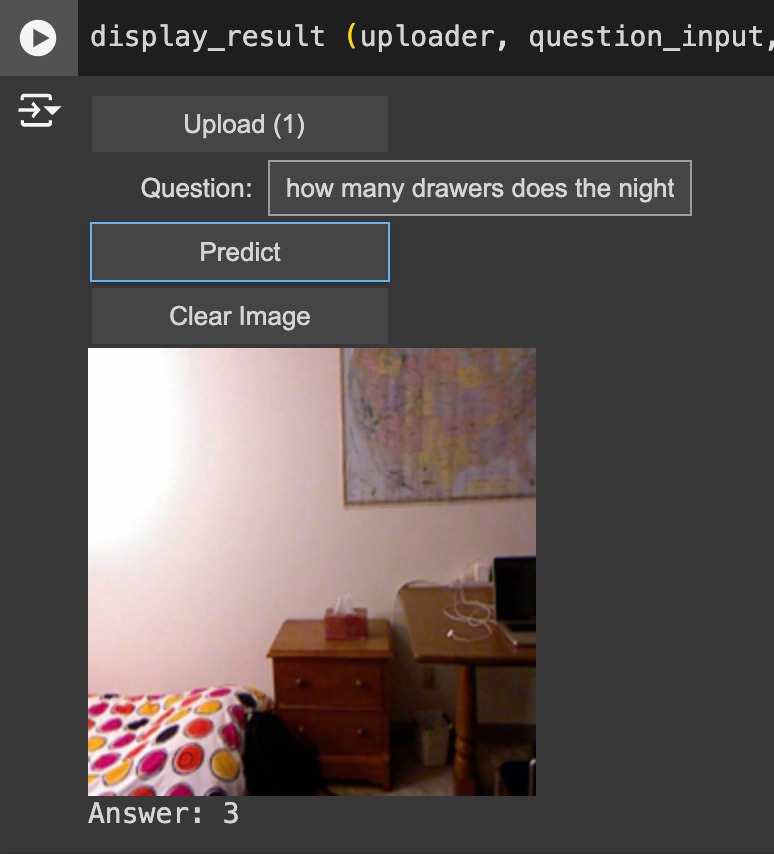 display_result (uploader, question_input,
Upload (1)
Question: how many drawers does the night
Predict
Clear Image
Answer: 3